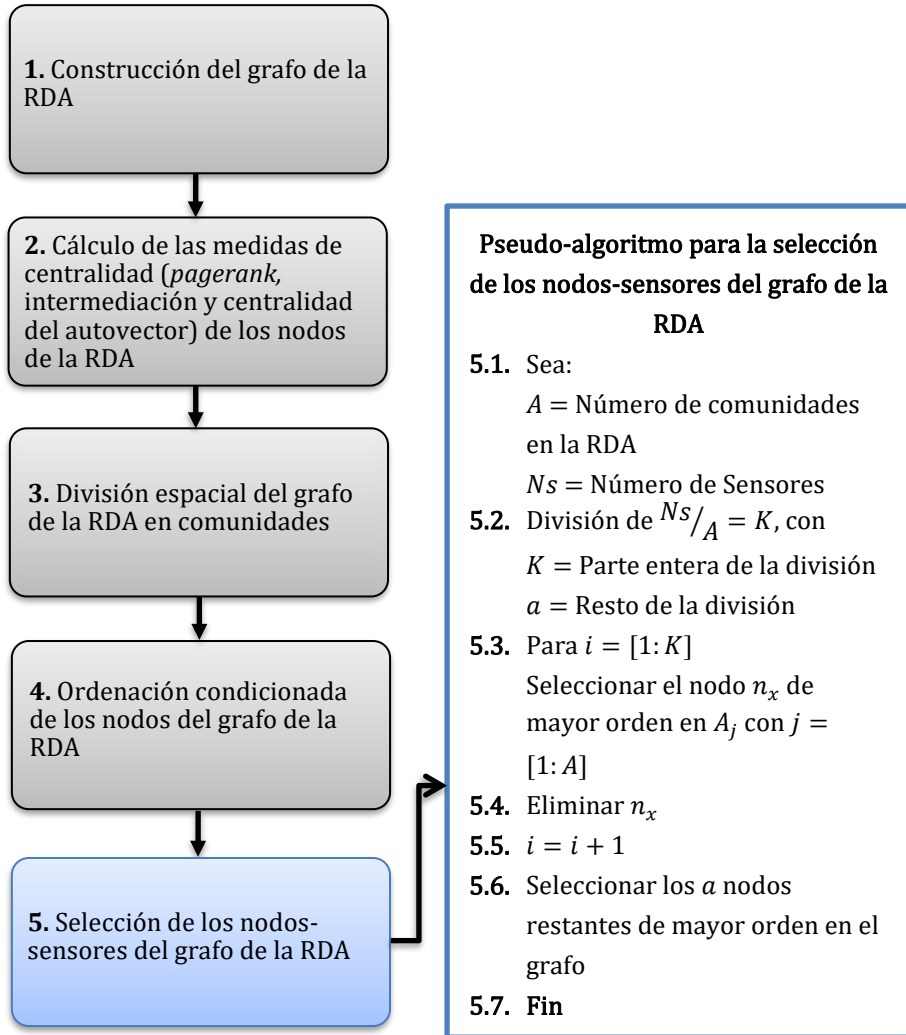 1. Construcción del grafo de la
RDA
2. Cálculo de las medidas de
centralidad (pagerank,
intermediación y centralidad
del autovector) de los nodos
de la RDA
3. División espacial del grafo
de la RDA en comunidades
4. Ordenación condicionada
de los nodos del grafo de la
RDA
5. Selección de los nodos-
sensores del grafo de la RDA
Pseudo-algoritmo para la selección
de los nodos-sensores del grafo de la
RDA
5.1. Sea:
A = Número de comunidades
en la RDA
Ns = Número de Sensores
5.2. División de Ns/A = K, con
K = Parte entera de la división
a = Resto de la división
5.3. Para i = [1: K]
Seleccionar el nodo n_x de
mayor orden en A_j con j =
[1: A]
5.4. Eliminar n_x
5.5. i = i + 1
5.6. Seleccionar los a nodos
restantes de mayor orden en el
grafo
5.7. Fin